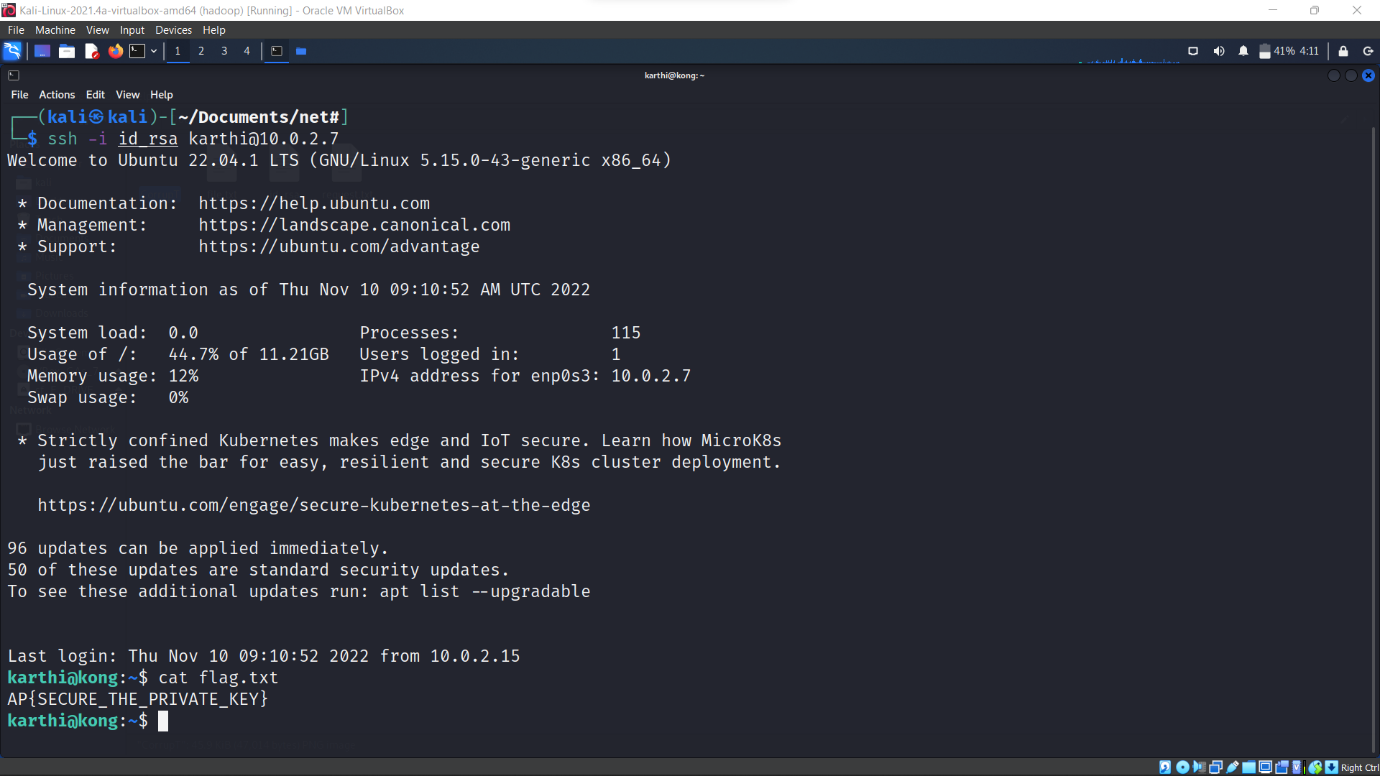 Kali-Linux-2021.4a-virtualbox-amd64 (hadoop) [Running] - Oracle VM VirtualBox
File Machine View Input Devices Help
1 2 3 4 41% 4:11
karthi@kong: ~
File Actions Edit View Help
┌──(kali㉿kali)-[~/Documents/net#]
└─$ ssh -i id_rsa karthi@10.0.2.7
Welcome to Ubuntu 22.04.1 LTS (GNU/Linux 5.15.0-43-generic x86_64)
* Documentation: https://help.ubuntu.com
* Management: https://landscape.canonical.com
* Support: https://ubuntu.com/advantage
System information as of Thu Nov 10 09:10:52 AM UTC 2022
System load: 0.0 Processes: 115
Usage of /: 44.7% of 11.21GB Users logged in: 1
Memory usage: 12% IPv4 address for enp0s3: 10.0.2.7
Swap usage: 0%
* Strictly confined Kubernetes makes edge and IoT secure. Learn how MicroK8s
just raised the bar for easy, resilient and secure K8s cluster deployment.
https://ubuntu.com/engage/secure-kubernetes-at-the-edge
96 updates can be applied immediately.
50 of these updates are standard security updates.
To see these additional updates run: apt list --upgradable
Last login: Thu Nov 10 09:10:52 2022 from 10.0.2.15
karthi@kong:~$ cat flag.txt
AP{SECURE_THE_PRIVATE_KEY}
karthi@kong:~$
Right Ctrl